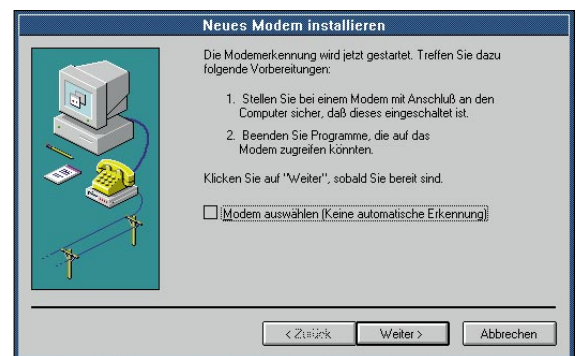 Neues Modem installieren
Die Modemerkennung wird jetzt gestartet. Treffen Sie dazu
folgende Vorbereitungen:
1. Stellen Sie bei einem Modem mit Anschluß an den
Computer sicher, daß dieses eingeschaltet ist.
2. Beenden Sie Programme, die auf das
Modem zugreifen könnten.
Klicken Sie auf "Weiter", sobald Sie bereit sind.
Modem auswählen (Keine automatische Erkennung)
< Zurück Weiter > Abbrechen